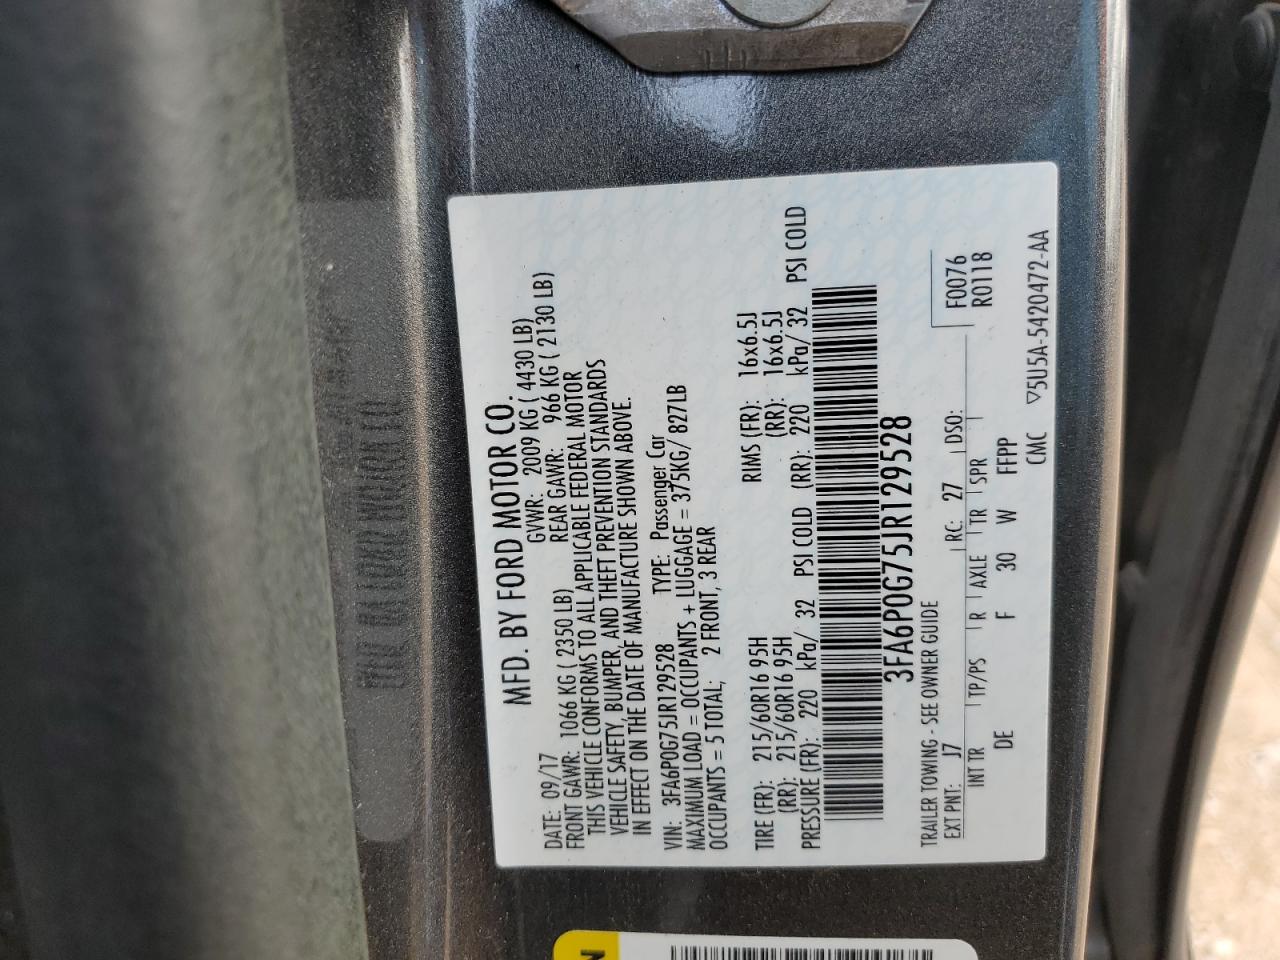 MFD. BY FORD MOTOR CO.
DATE: 09/17 GVWR: 2009 KG ( 4430 LB)
FRONT GAWR: 1066 KG ( 2350 LB) REAR GAWR: 966 KG ( 2130 LB)
THIS VEHICLE CONFORMS TO ALL APPLICABLE FEDERAL MOTOR
VEHICLE SAFETY, BUMPER, AND THEFT PREVENTION STANDARDS
IN EFFECT ON THE DATE OF MANUFACTURE SHOWN ABOVE.
VIN: 3FA6P0G75JR129528 TYPE: Passenger Car
MAXIMUM LOAD = OCCUPANTS + LUGGAGE = 375KG/ 827LB
OCCUPANTS = 5 TOTAL, 2 FRONT, 3 REAR
TIRE (FR): 215/60R16 95H RIMS (FR): 16x6.5J
(RR): 215/60R16 95H (RR): 16x6.5J
PRESSURE (FR): 220 kPa/ 32 PSI COLD (RR): 220 kPa/ 32 PSI COLD
3FA6P0G75JR129528
TRAILER TOWING - SEE OWNER GUIDE F0076
EXT PNT: J7 RC: 27 DSO: R0118
INT TR TP/PS R AXLE TR SPR
DE F 30 W FFPP
CMC ▽5U5A-5420472-AA
N